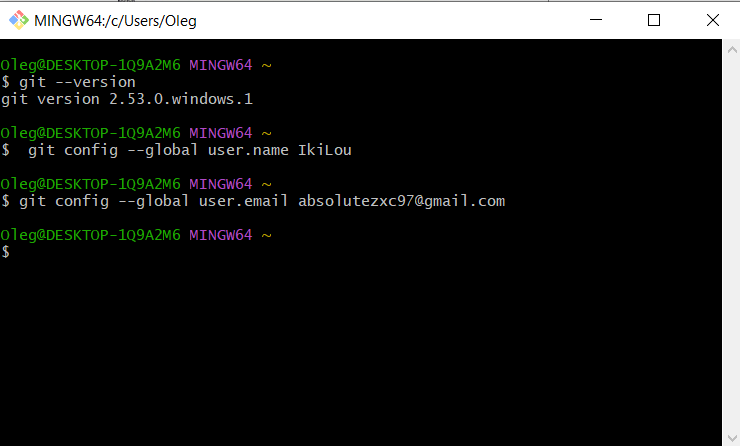 MINGW64:/c/Users/Oleg
Oleg@DESKTOP-1Q9A2M6 MINGW64 ~
$ git --version
git version 2.53.0.windows.1
Oleg@DESKTOP-1Q9A2M6 MINGW64 ~
$  git config --global user.name IkiLou
Oleg@DESKTOP-1Q9A2M6 MINGW64 ~
$ git config --global user.email absolutezxc97@gmail.com
Oleg@DESKTOP-1Q9A2M6 MINGW64 ~
$